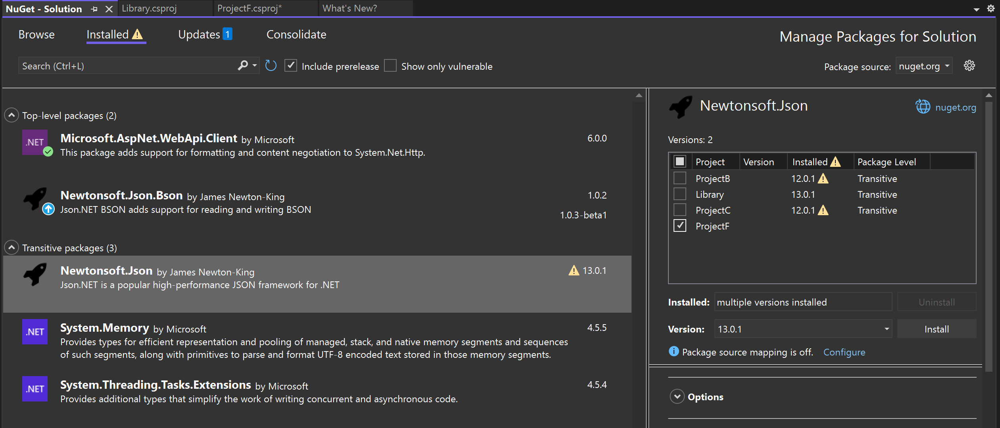 NuGet - Solution Library.csproj ProjectF.csproj* What's New?
Browse Installed Updates 1 Consolidate
Manage Packages for Solution
Search (Ctrl+L) Include prerelease Show only vulnerable
Package source: nuget.org
Top-level packages (2)
.NET
Microsoft.AspNet.WebApi.Client by Microsoft 6.0.0
This package adds support for formatting and content negotiation to System.Net.Http.
Newtonsoft.Json.Bson by James Newton-King 1.0.2
Json.NET BSON adds support for reading and writing BSON
1.0.3-beta1
Transitive packages (3)
Newtonsoft.Json by James Newton-King 13.0.1
Json.NET is a popular high-performance JSON framework for .NET
.NET
System.Memory by Microsoft 4.5.5
Provides types for efficient representation and pooling of managed, stack, and native memory segments and sequences
of such segments, along with primitives to parse and format UTF-8 encoded text stored in those memory segments.
.NET
System.Threading.Tasks.Extensions by Microsoft 4.5.4
Provides additional types that simplify the work of writing concurrent and asynchronous code.
Newtonsoft.Json
nuget.org
Versions: 2
Project Version Installed Package Level
ProjectB 12.0.1 Transitive
Library 13.0.1 Transitive
ProjectC 12.0.1 Transitive
ProjectF
Installed: multiple versions installed Uninstall
Version: 13.0.1 Install
Package source mapping is off. Configure
Options